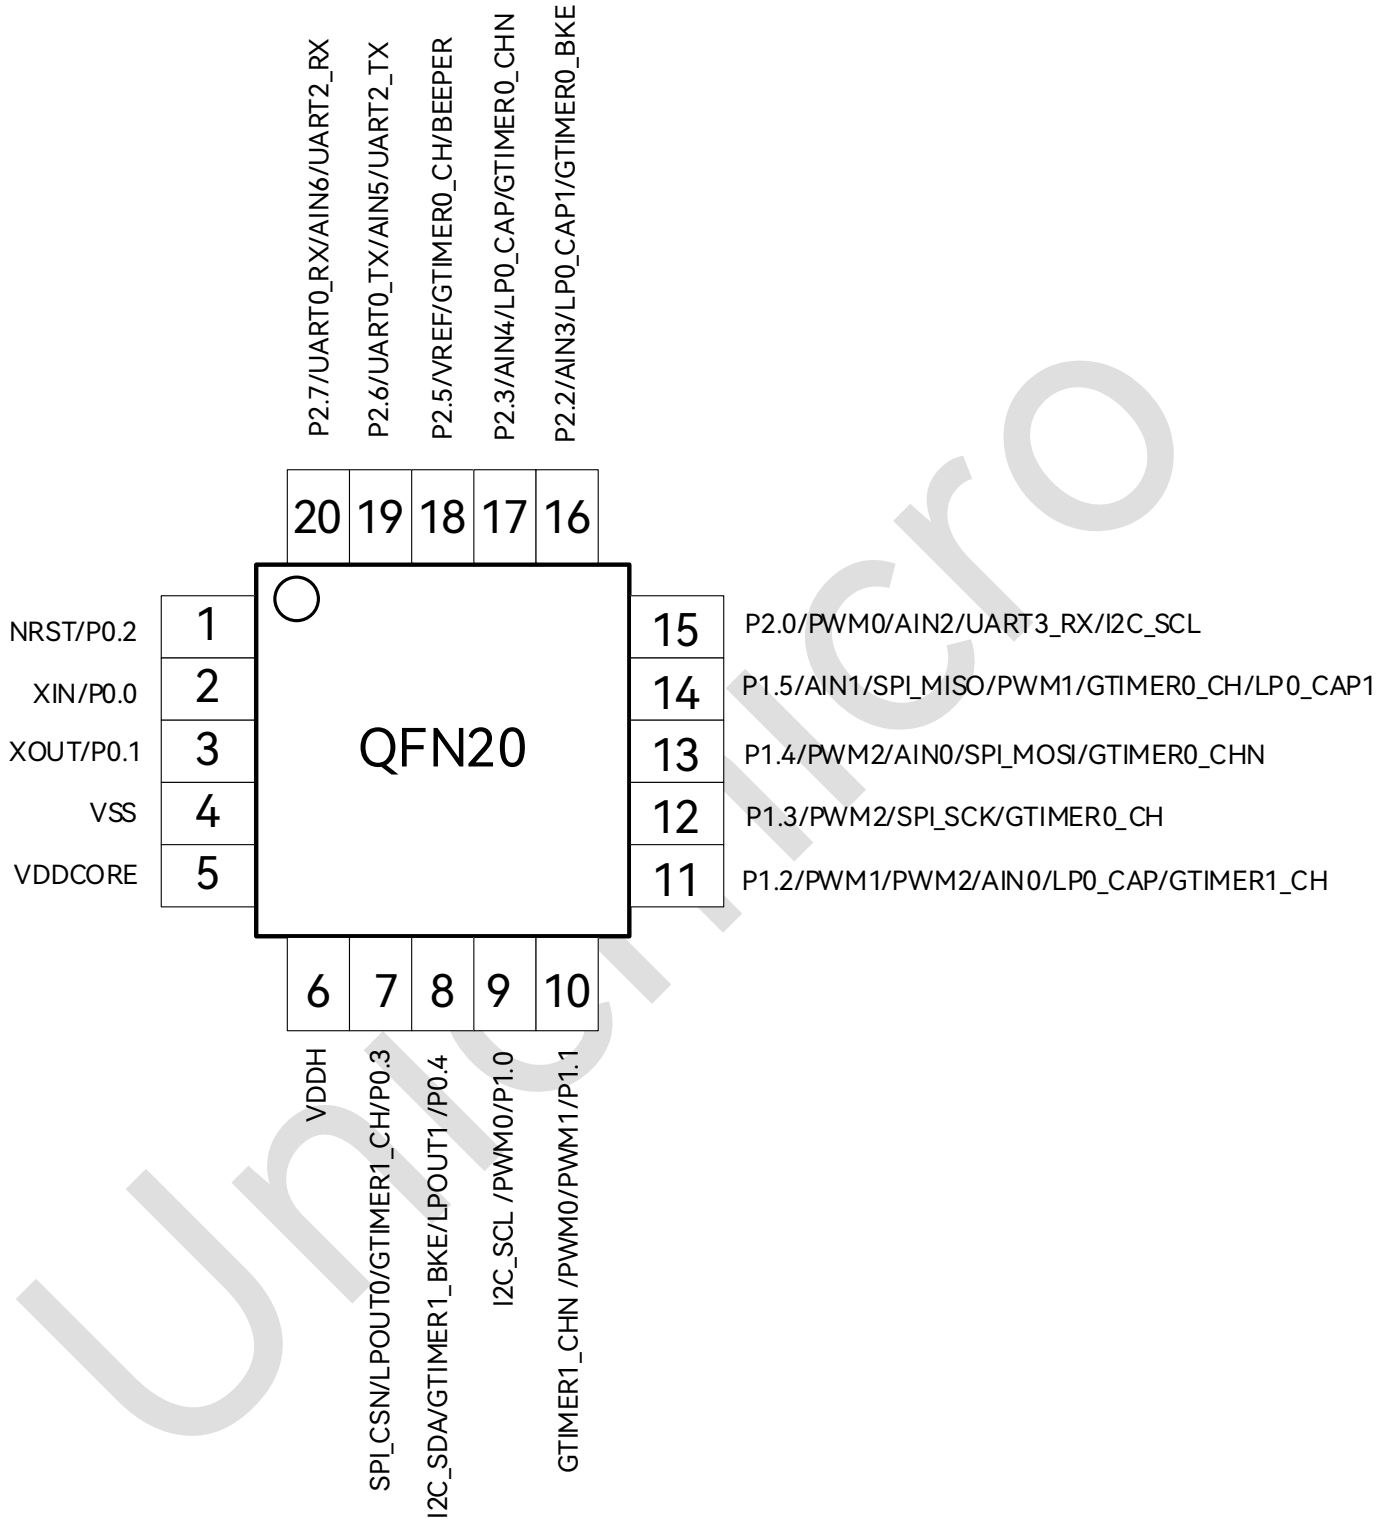 P2.7/UART0_RX/AIN6/UART2_RX
P2.6/UART0_TX/AIN5/UART2_TX
P2.5/VREF/GTIMER0_CH/BEEPER
P2.3/AIN4/LP0_CAP/GTIMER0_CHN
P2.2/AIN3/LP0_CAP1/GTIMER0_BKE
20 19 18 17 16
NRST/P0.2 1
XIN/P0.0 2
XOUT/P0.1 3
VSS 4
VDDCORE 5
QFN20
15 P2.0/PWM0/AIN2/UART3_RX/I2C_SCL
14 P1.5/AIN1/SPI_MISO/PWM1/GTIMER0_CH/LP0_CAP1
13 P1.4/PWM2/AIN0/SPI_MOSI/GTIMER0_CHN
12 P1.3/PWM2/SPI_SCK/GTIMER0_CH
11 P1.2/PWM1/PWM2/AIN0/LP0_CAP/GTIMER1_CH
6 7 8 9 10
VDDH
SPI_CSN/LPOUT0/GTIMER1_CH/P0.3
I2C_SDA/GTIMER1_BKE/LPOUT1 /P0.4
I2C_SCL /PWM0/P1.0
GTIMER1_CHN /PWM0/PWM1/P1.1
Unicmicro